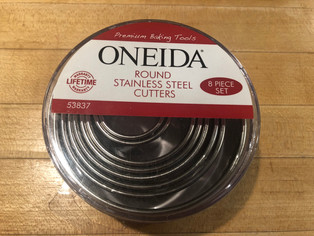 Premium Baking Tools
ONEIDA®
ROUND
STAINLESS STEEL
CUTTERS
8 PIECE
SET
LIFETIME
53837